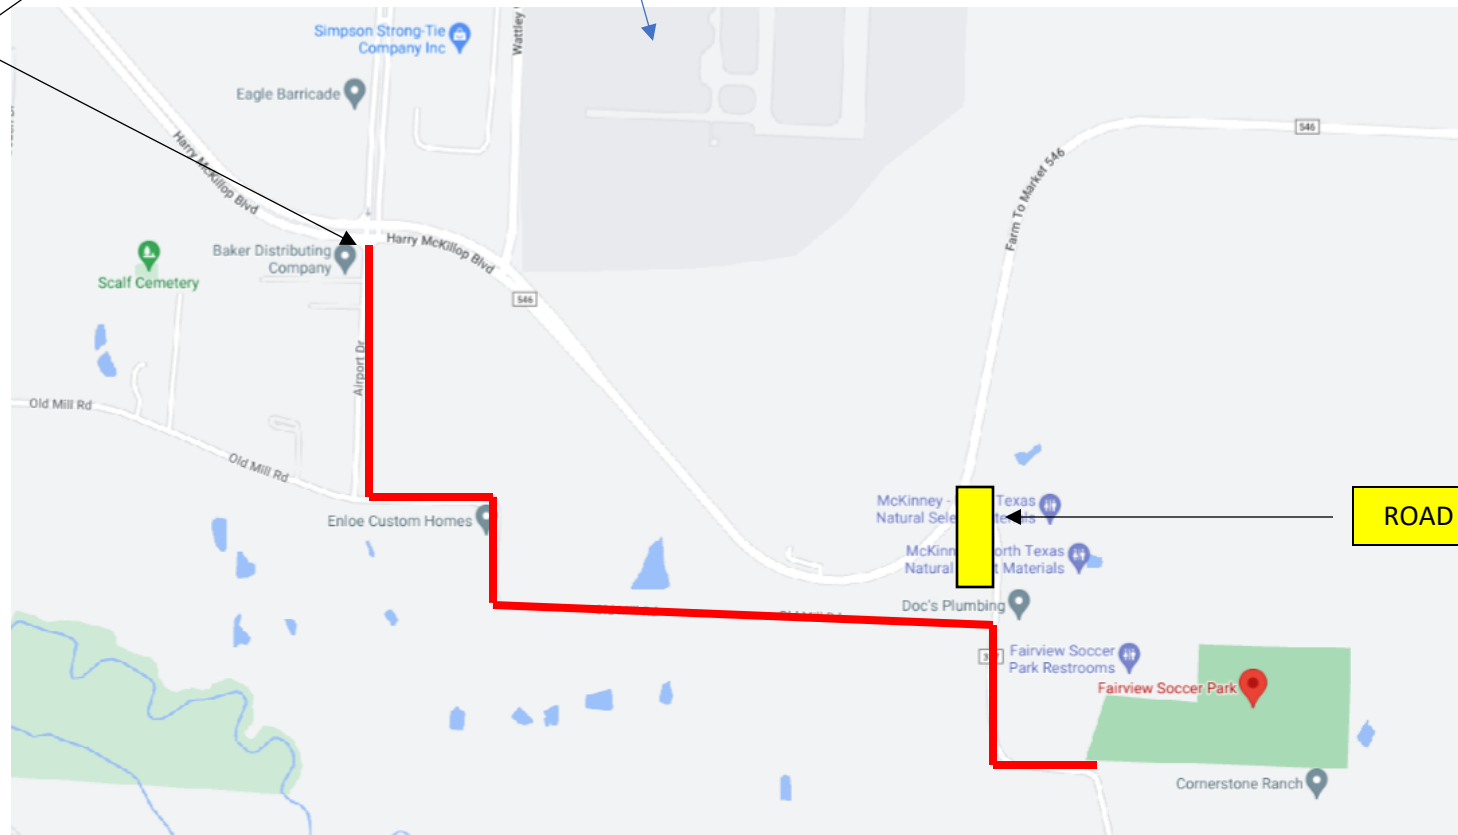 Simpson Strong-Tie
Company Inc
Wattley
Eagle Barricade
546
Harry McKillop Blvd
Farm To Market 546
Baker Distributing
Company
Harry McKillop Blvd
Scalf Cemetery
546
Airport Dr
Old Mill Rd
Old Mill Rd
McKinney - Texas
Natural Sele
ROAD
Enloe Custom Homes
McKinn orth Texas
Natural t Materials
Doc's Plumbing
Fairview Soccer
Park Restrooms
Fairview Soccer Park
Cornerstone Ranch